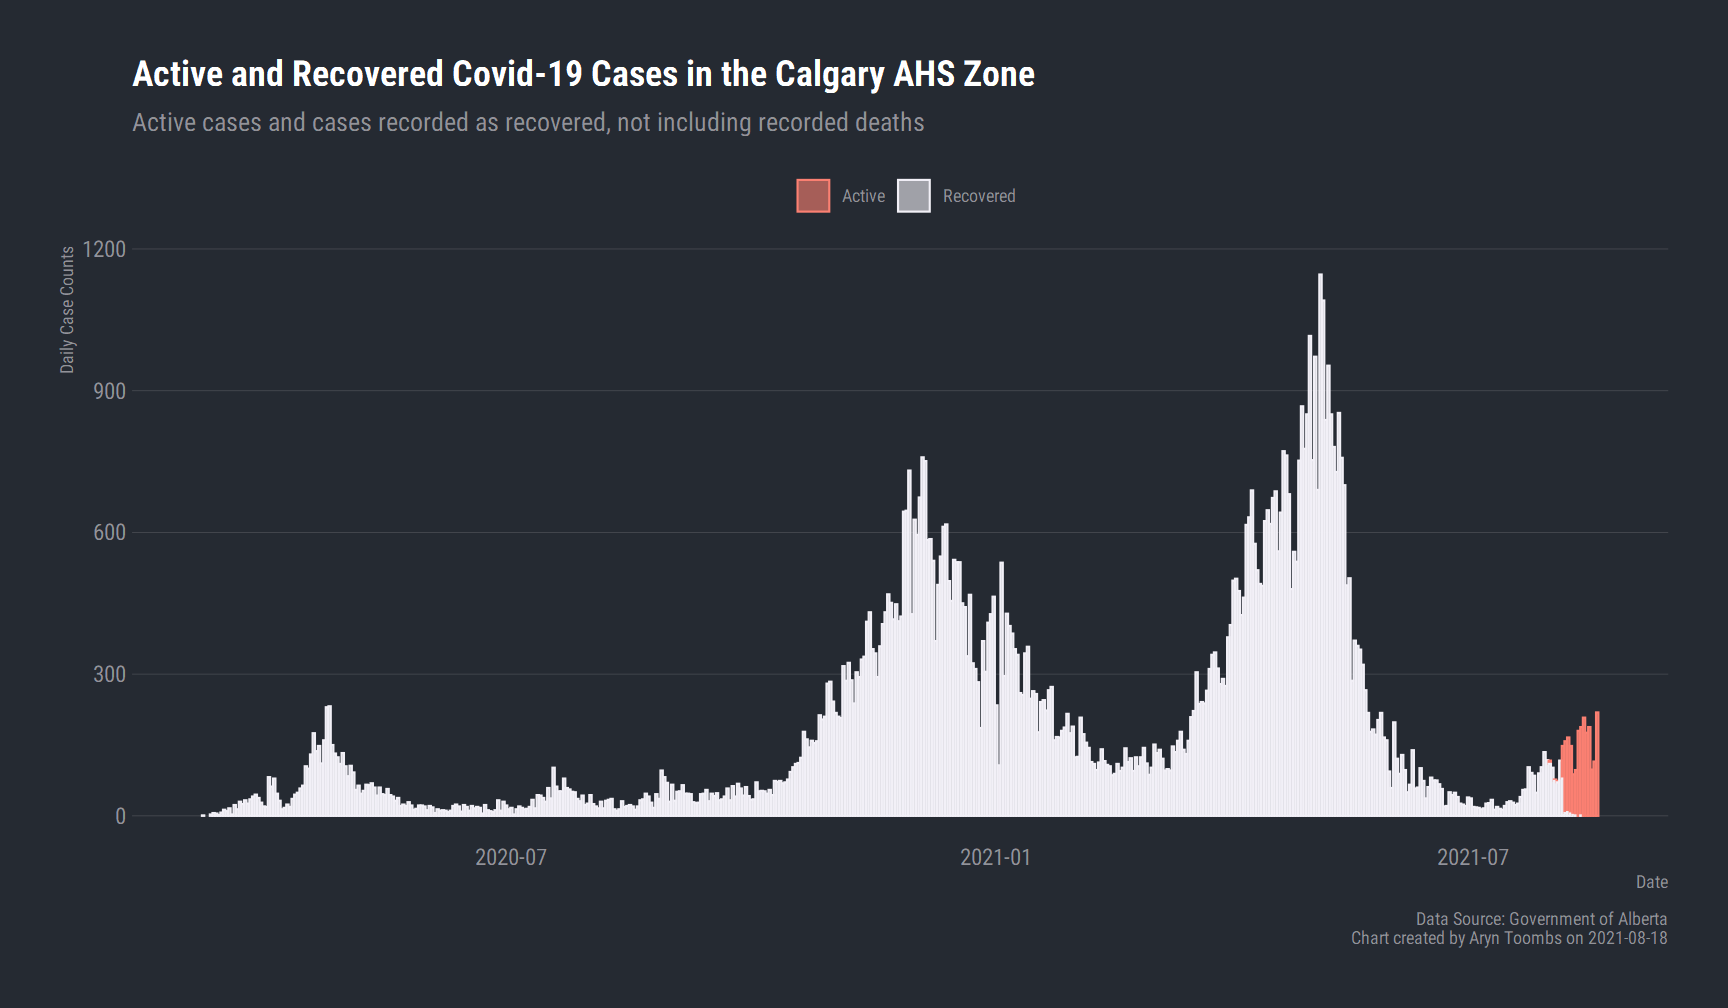 Active and Recovered Covid-19 Cases in the Calgary AHS Zone
Active cases and cases recorded as recovered, not including recorded deaths
Active
Recovered
Daily Case Counts
1200
900
600
300
0
2020-07
2021-01
2021-07
Date
Data Source: Government of Alberta
Chart created by Aryn Toombs on 2021-08-18